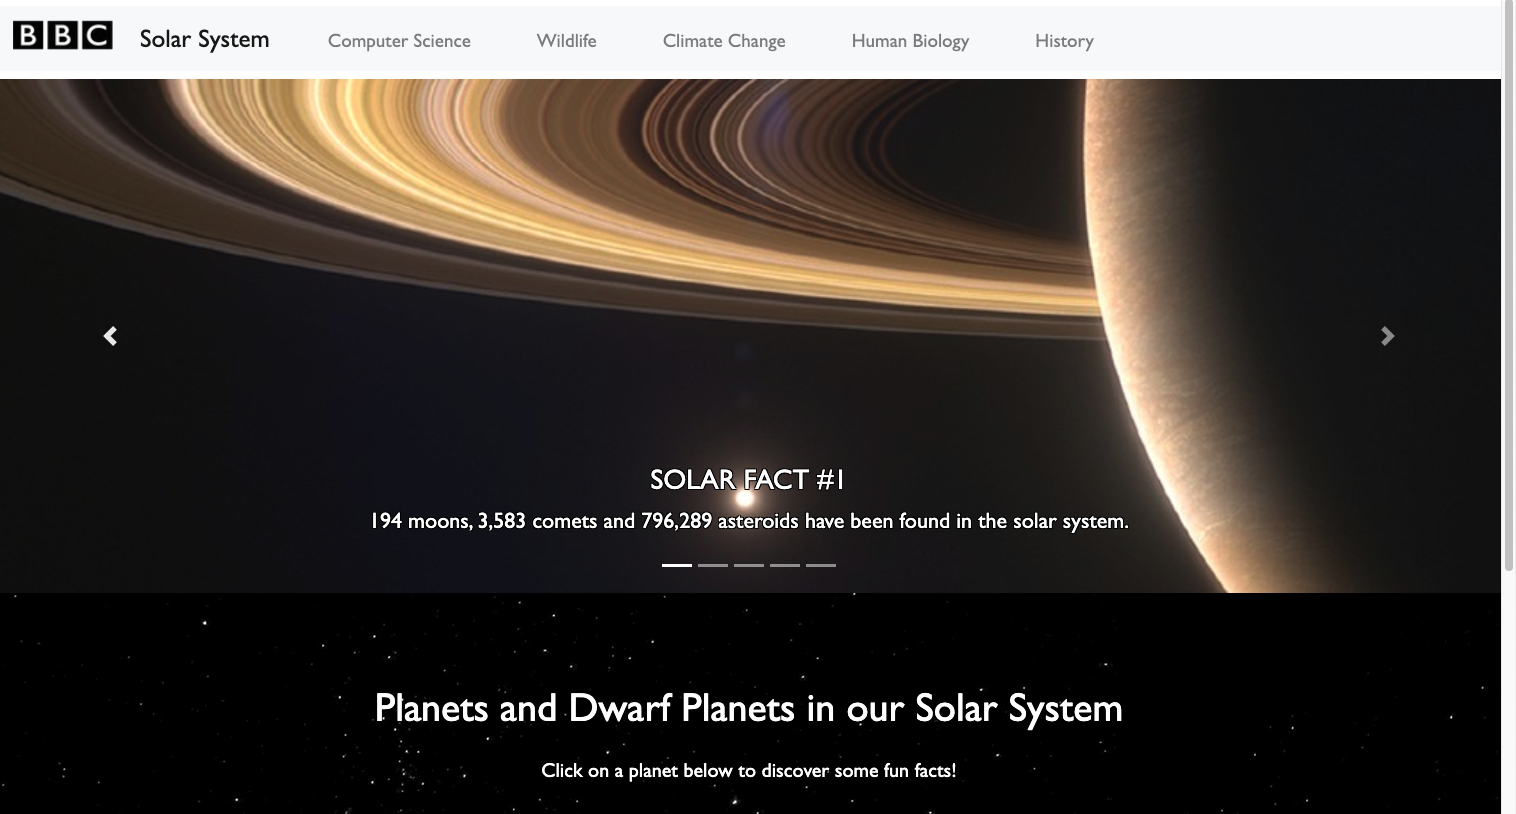 BBC Solar System Computer Science Wildlife Climate Change Human Biology History
SOLAR FACT #1
194 moons, 3,583 comets and 796,289 asteroids have been found in the solar system.
Planets and Dwarf Planets in our Solar System
Click on a planet below to discover some fun facts!